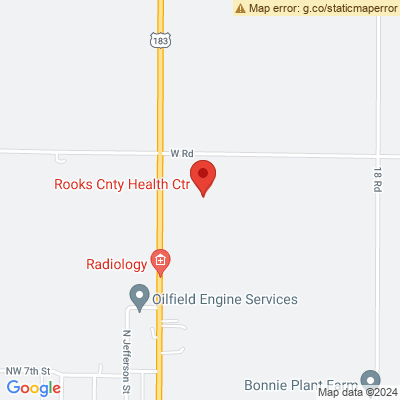 Map error: g.co/staticmaperror
183
W Rd
Rooks Cnty Health Ctr
18 Rd
Radiology
Oilfield Engine Services
N Jefferson St
NW 7th St
Bonnie Plant Farm
Google
Map data ©2024